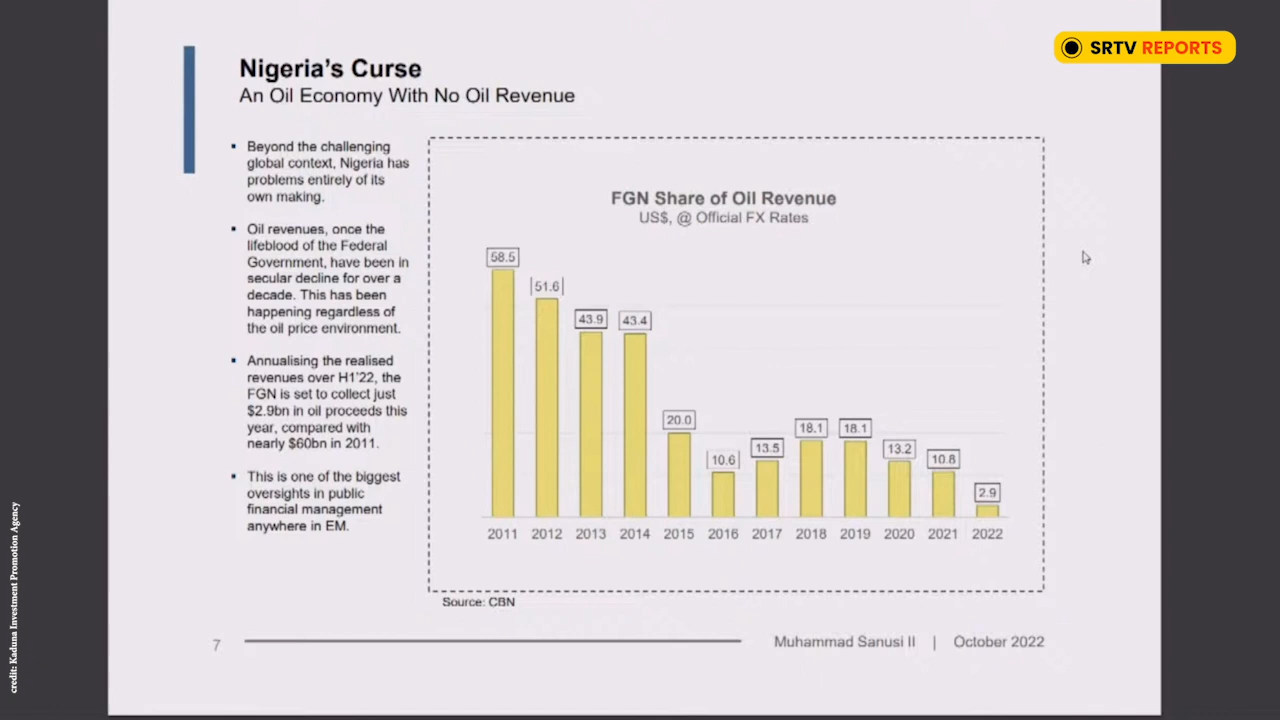 SRTV REPORTS
Nigeria's Curse
An Oil Economy With No Oil Revenue
▪ Beyond the challenging
global context, Nigeria has
problems entirely of its
own making.
▪ Oil revenues, once the
lifeblood of the Federal
Government, have been in
secular decline for over a
decade. This has been
happening regardless of
the oil price environment.
▪ Annualising the realised
revenues over H1'22, the
FGN is set to collect just
$2.9bn in oil proceeds this
year, compared with
nearly $60bn in 2011.
▪ This is one of the biggest
oversights in public
financial management
anywhere in EM.
FGN Share of Oil Revenue
US$, @ Official FX Rates
58.5 51.6 43.9 43.4 20.0 10.6 13.5 18.1 18.1 13.2 10.8 2.9
2011 2012 2013 2014 2015 2016 2017 2018 2019 2020 2021 2022
Source: CBN
7
Muhammad Sanusi II | October 2022
credit: Kaduna Investment Promotion Agency